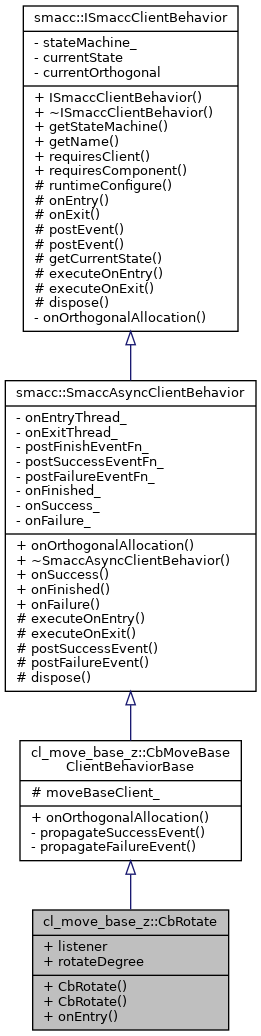 smacc::ISmaccClientBehavior
- stateMachine_
- currentState
- currentOrthogonal
+ ISmaccClientBehavior()
+ ~ISmaccClientBehavior()
+ getStateMachine()
+ getName()
+ requiresClient()
+ requiresComponent()
# runtimeConfigure()
# onEntry()
# onExit()
# postEvent()
# postEvent()
# getCurrentState()
# executeOnEntry()
# executeOnExit()
# dispose()
- onOrthogonalAllocation()
smacc::SmaccAsyncClientBehavior
- onEntryThread_
- onExitThread_
- postFinishEventFn_
- postSuccessEventFn_
- postFailureEventFn_
- onFinished_
- onSuccess_
- onFailure_
+ onOrthogonalAllocation()
+ ~SmaccAsyncClientBehavior()
+ onSuccess()
+ onFinished()
+ onFailure()
# executeOnEntry()
# executeOnExit()
# postSuccessEvent()
# postFailureEvent()
# dispose()
cl_move_base_z::CbMoveBase
ClientBehaviorBase
# moveBaseClient_
+ onOrthogonalAllocation()
- propagateSuccessEvent()
- propagateFailureEvent()
cl_move_base_z::CbRotate
+ listener
+ rotateDegree
+ CbRotate()
+ CbRotate()
+ onEntry()